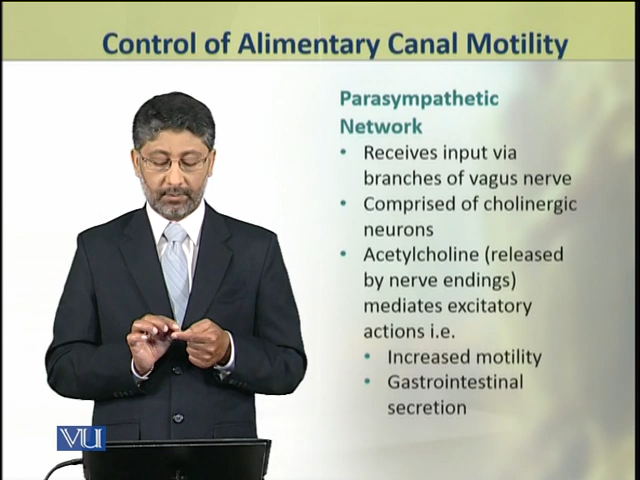 Control of Alimentary Canal Motility
Parasympathetic
Network
• Receives input via
branches of vagus nerve
• Comprised of cholinergic
neurons
• Acetylcholine (released
by nerve endings)
mediates excitatory
actions i.e.
• Increased motility
• Gastrointestinal
secretion
VU